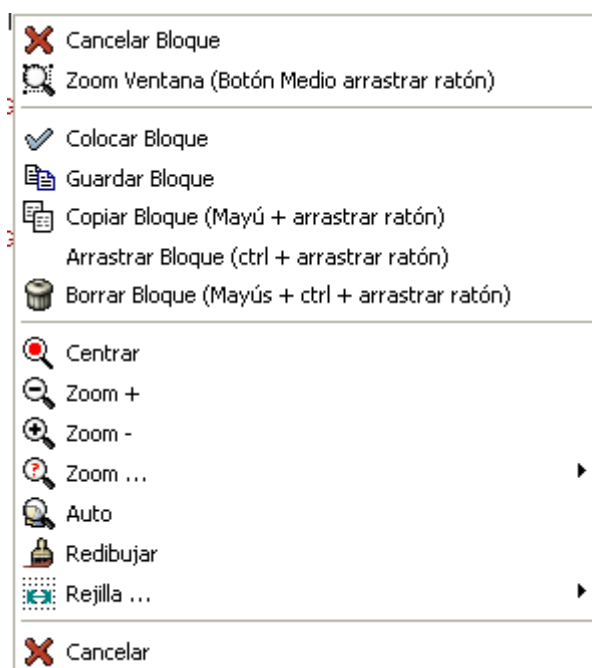 Cancelar Bloque
Zoom Ventana (Botón Medio arrastrar ratón)
Colocar Bloque
Guardar Bloque
Copiar Bloque (Mayú + arrastrar ratón)
Arrastrar Bloque (ctrl + arrastrar ratón)
Borrar Bloque (Mayús + ctrl + arrastrar ratón)
Centrar
Zoom +
Zoom -
Zoom ...
Auto
Redibujar
Rejilla ...
Cancelar